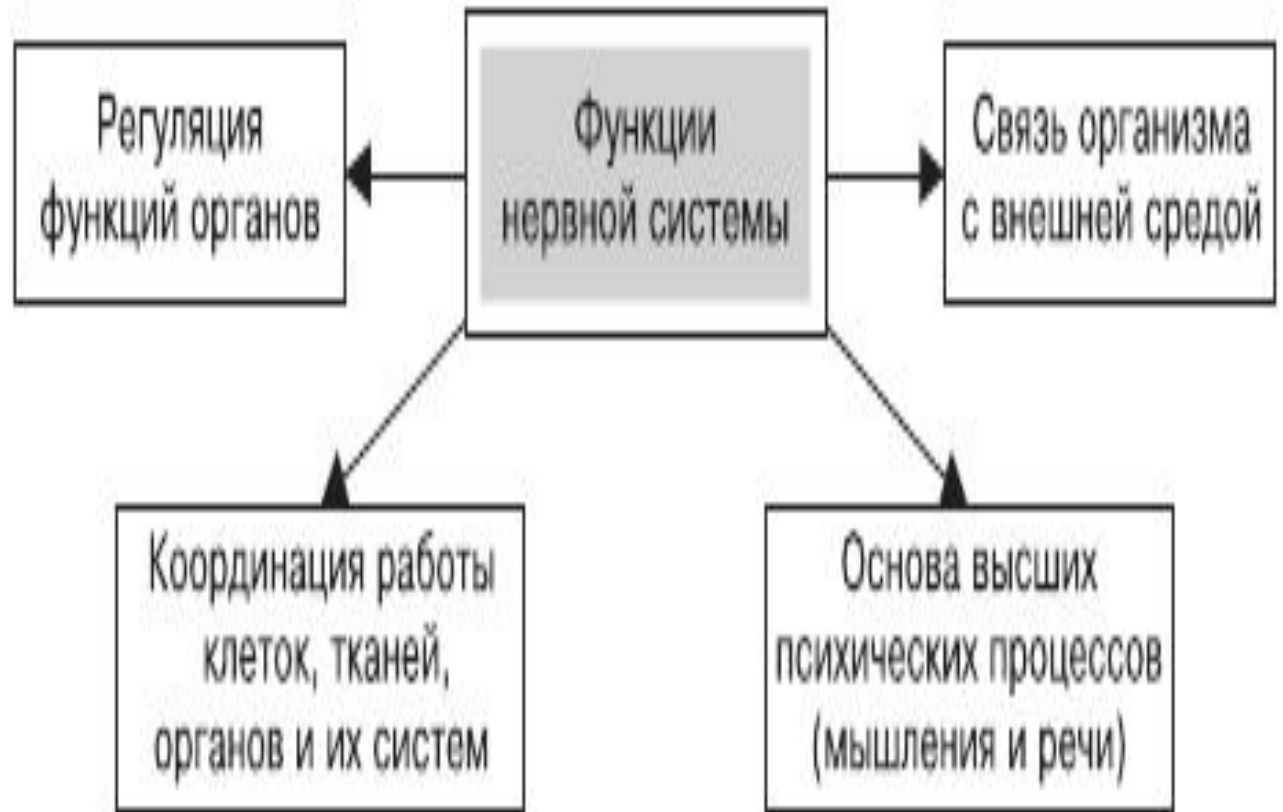 Функции
нервной системы
Регуляция
функций органов
Связь организма
с внешней средой
Координация работы
клеток, тканей,
органов и их систем
Основа высших
психических процессов
(мышления и речи)